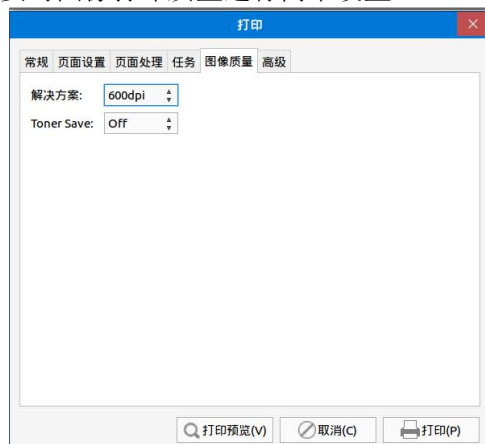 打印
常规 页面设置 页面处理 任务 图像质量 高级
解决方案: 600dpi
Toner Save: Off
打印预览(V) 取消(C) 打印(P)